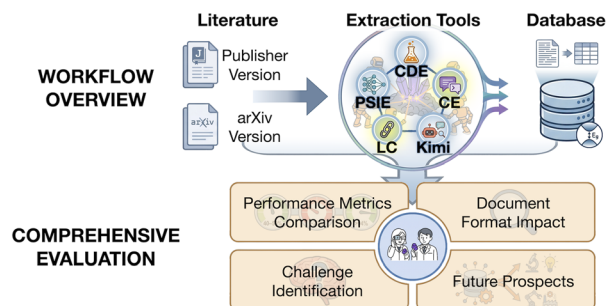 Literature
Extraction Tools
Database
WORKFLOW
OVERVIEW
J
Publisher
Version
arXiv
arXiv
Version
CDE
PSIE
CE
LC
Kimi
COMPREHENSIVE
EVALUATION
Performance Metrics
Comparison
Document
Format Impact
Challenge
Identification
Future Prospects